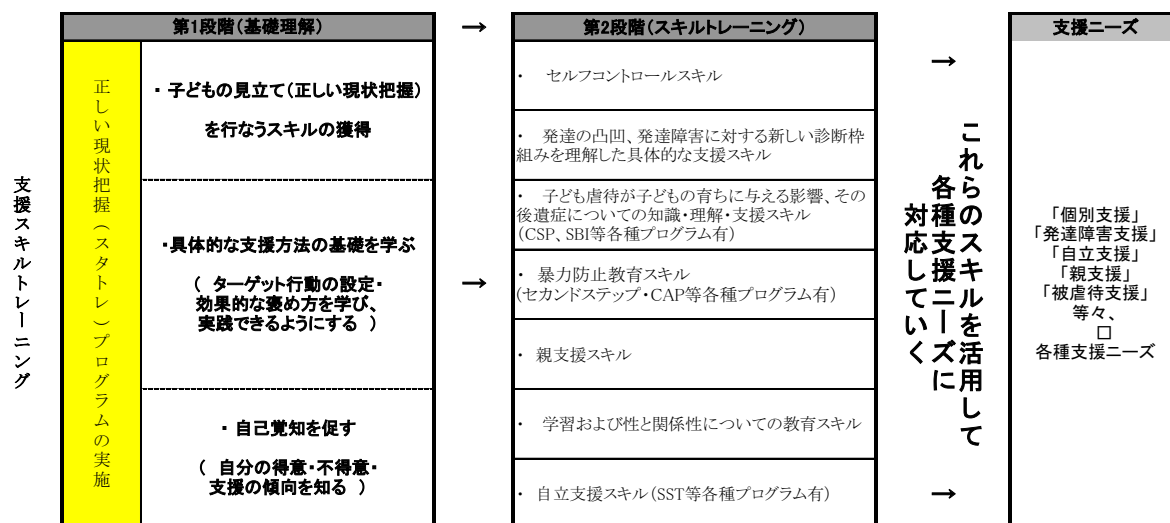 支援スキルトレーニング
第1段階(基礎理解)
正しい現状把握(スタトレ)プログラムの実施
・ 子どもの見立て(正しい現状把握)
を行なうスキルの獲得
・具体的な支援方法の基礎を学ぶ
( ターゲット行動の設定・
効果的な褒め方を学び、
実践できるようにする )
・ 自己覚知を促す
( 自分の得意・不得意・
支援の傾向を知る )
→
→
第2段階(スキルトレーニング)
・ セルフコントロールスキル
・ 発達の凸凹、発達障害に対する新しい診断枠
組みを理解した具体的な支援スキル
・ 子ども虐待が子どもの育ちに与える影響、その
後遺症についての知識・理解・支援スキル
(CSP、SBI等各種プログラム有)
・ 暴力防止教育スキル
(セカンドステップ・CAP等各種プログラム有)
・ 親支援スキル
・ 学習および性と関係性についての教育スキル
・ 自立支援スキル(SST等各種プログラム有)
→
これらのスキルを活用して
各種支援ニーズに
対応していく
→
支援ニーズ
「個別支援」
「発達障害支援」
「自立支援」
「親支援」
「被虐待支援」
等々、
□
各種支援ニーズ